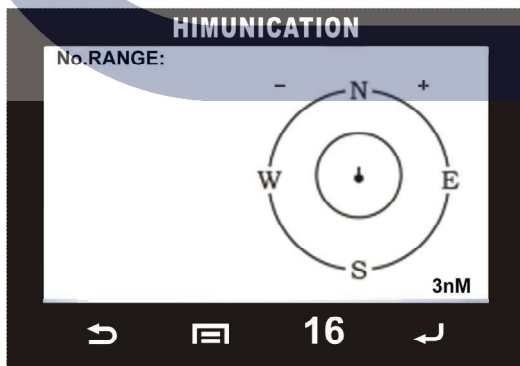 HIMUNICATION
No.RANGE:
- N +
W E
S
3nM
16